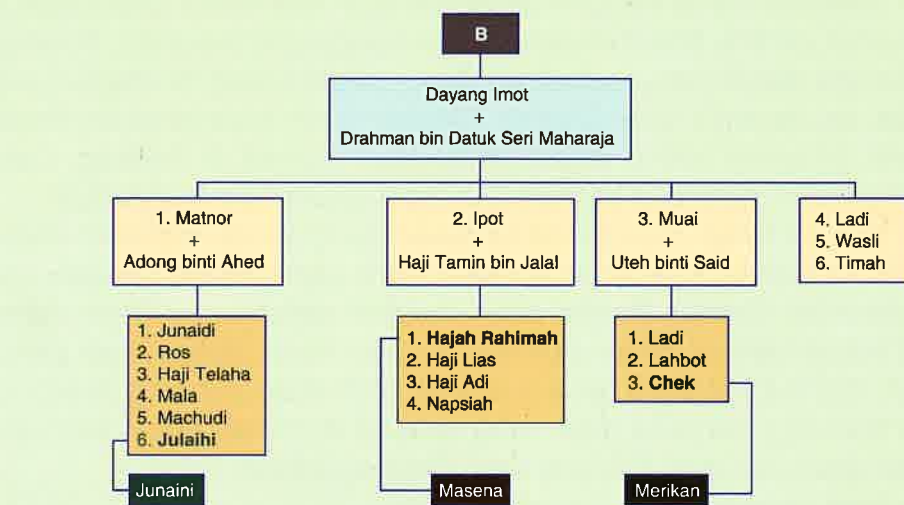 B
Dayang Imot
+
Drahman bin Datuk Seri Maharaja
1. Matnor
+
Adong binti Ahed
2. Ipot
+
Haji Tamin bin Jalal
3. Muai
+
Uteh binti Said
4. Ladi
5. Wasli
6. Timah
1. Junaidi
2. Ros
3. Haji Telaha
4. Mala
5. Machudi
6. Julaihi
1. Hajah Rahimah
2. Haji Lias
3. Haji Adi
4. Napsiah
1. Ladi
2. Lahbot
3. Chek
Junaini
Masena
Merikan